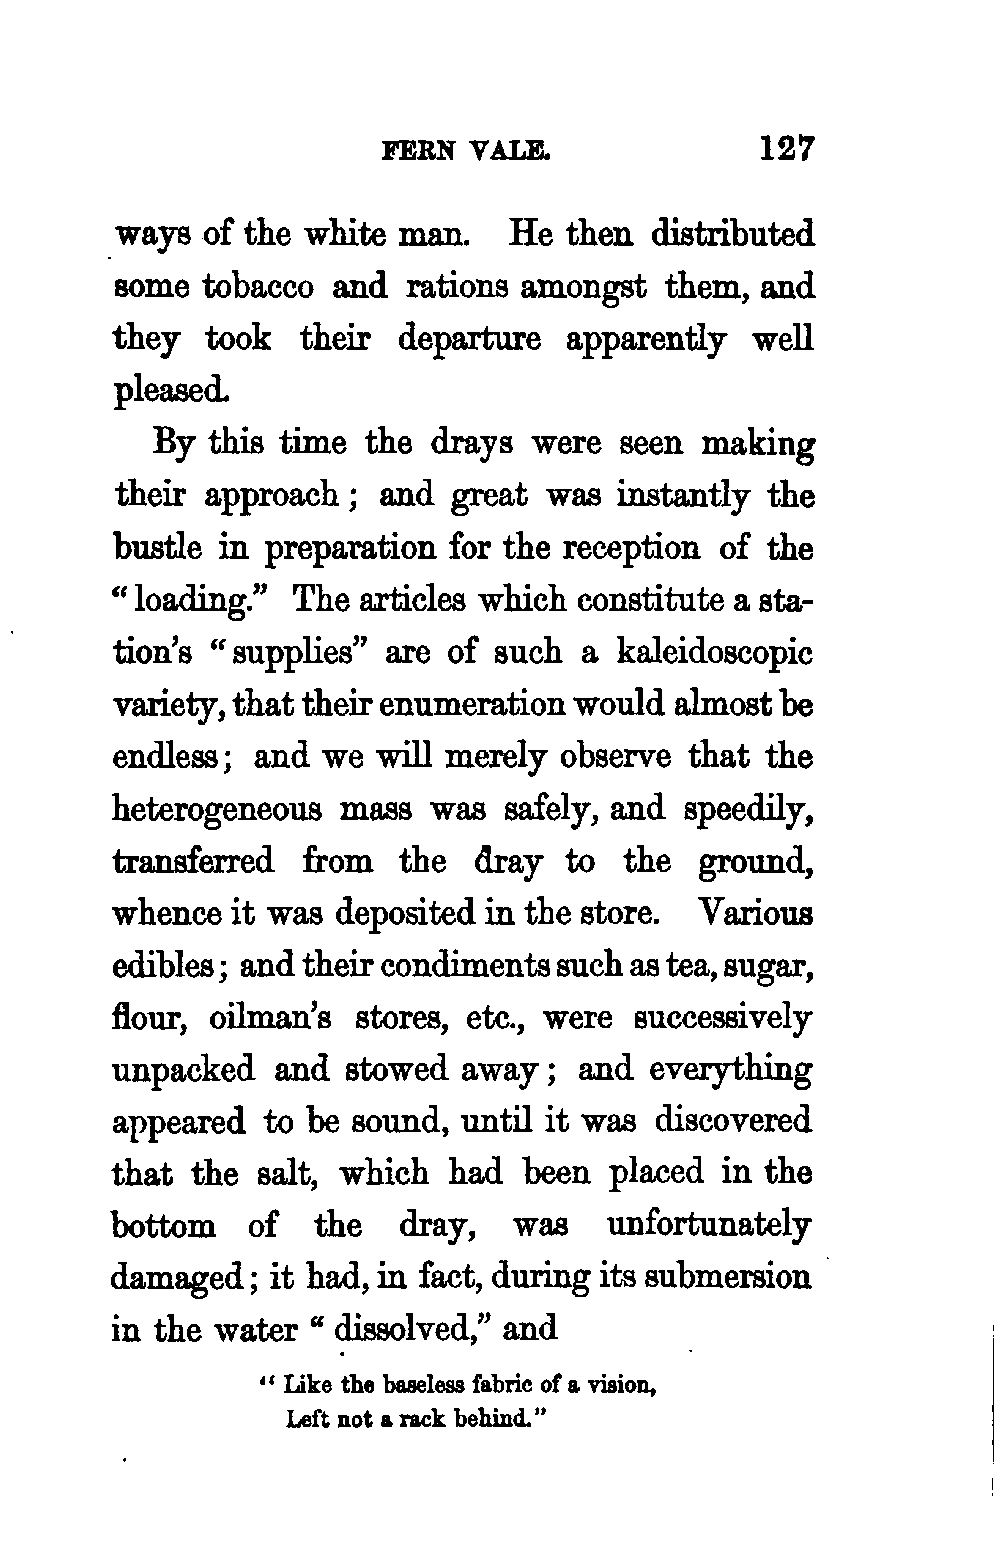 FERN VALE. 127
ways of the white man. He then distributed
some tobacco and rations amongst them, and
they took their departure apparently well
pleased.
By this time the drays were seen making
their approach ; and great was instantly the
bustle in preparation for the reception of the
“ loading.” The articles which constitute a sta-
tion’s “ supplies” are of such a kaleidoscopic
variety, that their enumeration would almost be
endless ; and we will merely observe that the
heterogeneous mass was safely, and speedily,
transferred from the dray to the ground,
whence it was deposited in the store. Various
edibles ; and their condiments such as tea, sugar,
flour, oilman’s stores, etc., were successively
unpacked and stowed away ; and everything
appeared to be sound, until it was discovered
that the salt, which had been placed in the
bottom of the dray, was unfortunately
damaged ; it had, in fact, during its submersion
in the water “ dissolved,” and
“ Like the baseless fabric of a vision,
Left not a rack behind.”